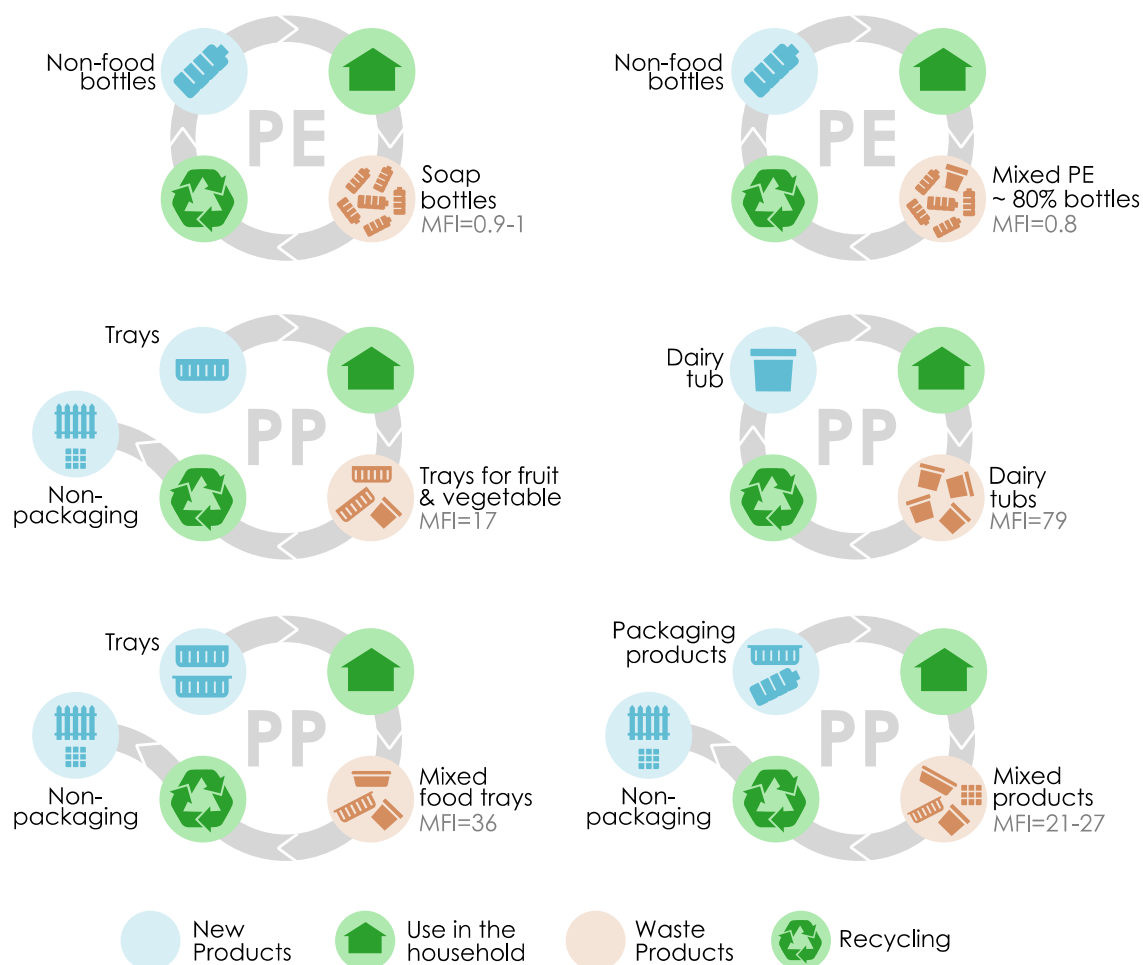 Non-food
bottles
PE
Soap
bottles
MFI=0.9-1
Non-food
bottles
PE
Mixed PE
~ 80% bottles
MFI=0.8
Trays
PP
Non-
packaging
Trays for fruit
& vegetable
MFI=17
Dairy
tub
PP
Dairy
tubs
MFI=79
Trays
PP
Non-
packaging
Mixed
food trays
MFI=36
Packaging
products
PP
Non-
packaging
Mixed
products
MFI=21-27
New
Products
Use in the
household
Waste
Products
Recycling